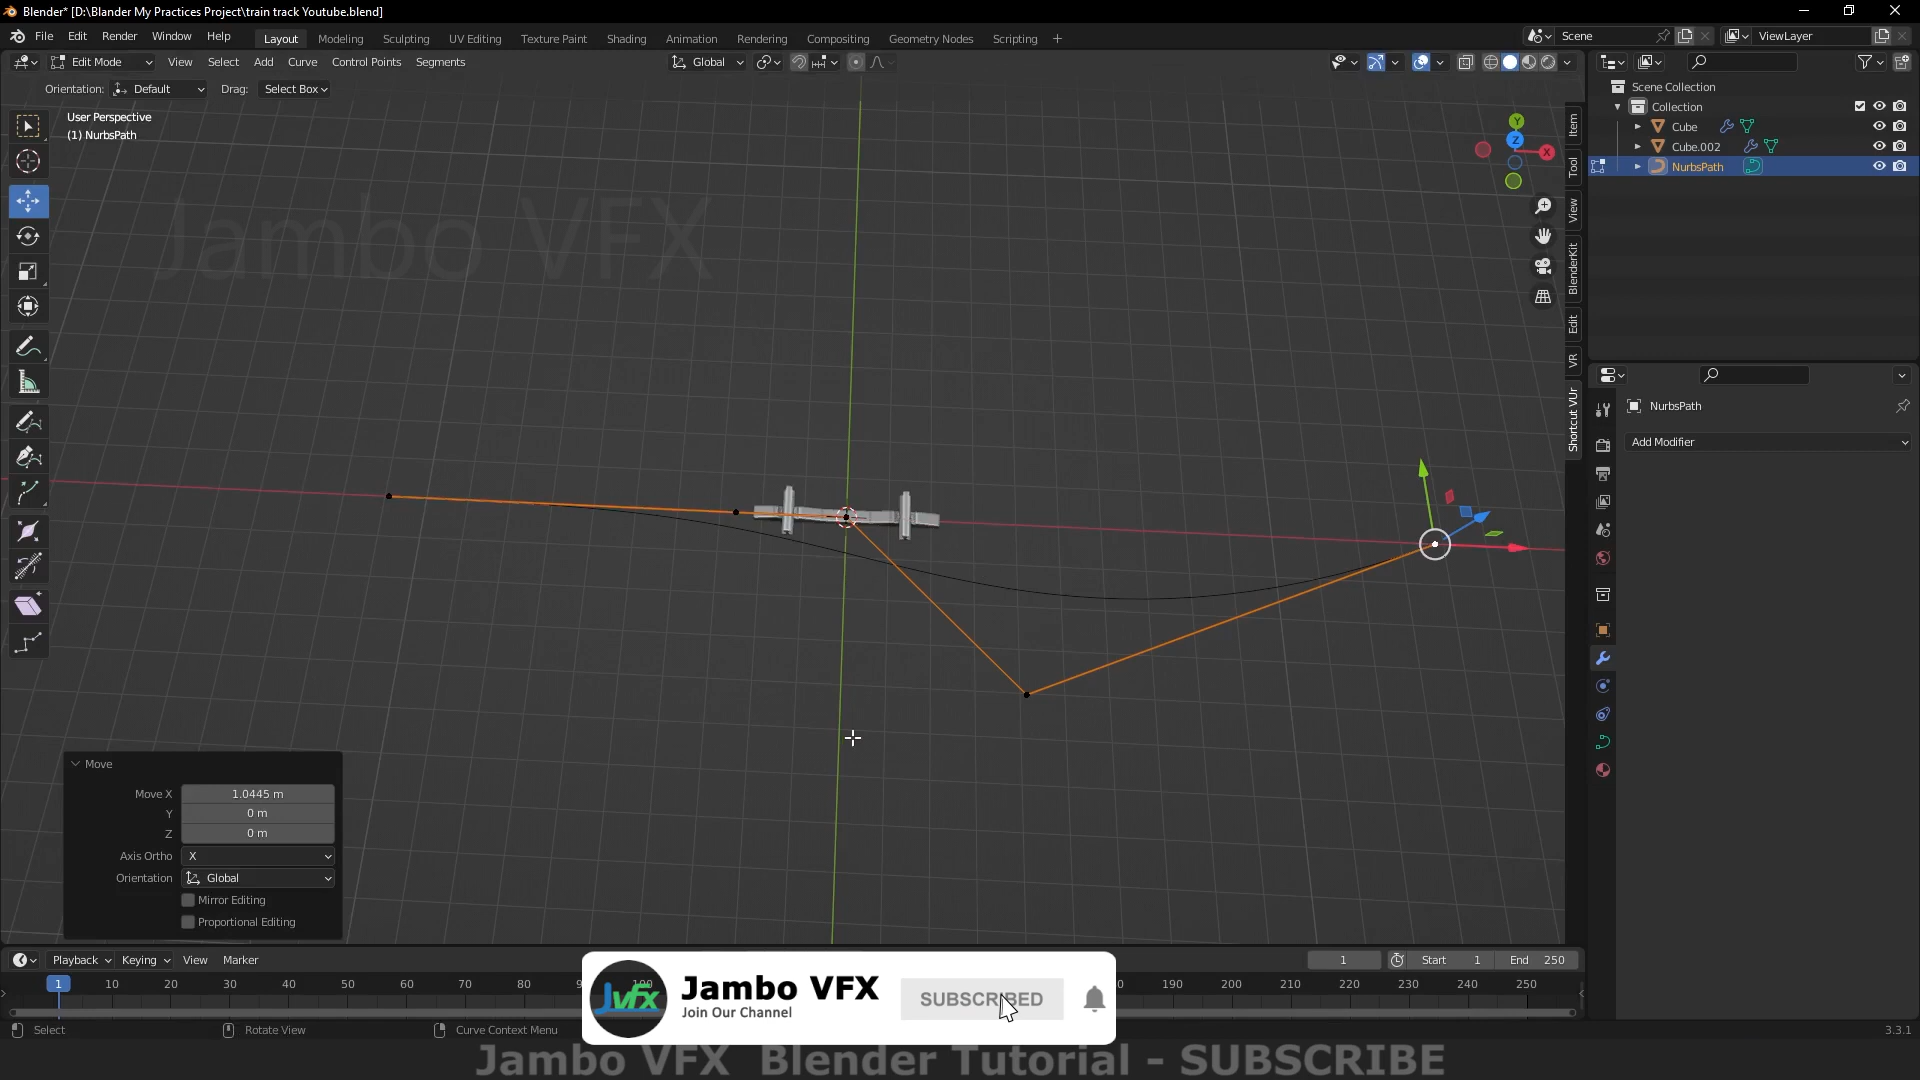 Blender* [D:\Blander My Practices Project\train track Youtube.blend]
File Edit Render Window Help Layout Modeling Sculpting UV Editing Texture Paint Shading Animation Rendering Compositing Geometry Nodes Scripting + Scene ViewLayer
Edit Mode View Select Add Curve Control Points Segments Global
Orientation: Default Drag: Select Box
User Perspective
(1) NurbsPath
Jambo VFX
Y
Z
X
Item
Tool
View
BlenderKit
Edit
VR
Shortcut VUr
Scene Collection
Collection
Cube
Cube.002
NurbsPath
NurbsPath
Add Modifier
Move
Move X 1.0445 m
Y 0 m
Z 0 m
Axis Ortho X
Orientation Global
Mirror Editing
Proportional Editing
Playback Keying View Marker 1 Start 1 End 250
1 10 20 30 40 50 60 70 80 9 100 190 200 210 220 230 240 250
Jambo VFX
Join Our Channel
SUBSCRIBED
Select Rotate View Curve Context Menu 3.3.1
Jambo VFX Blender Tutorial - SUBSCRIBE